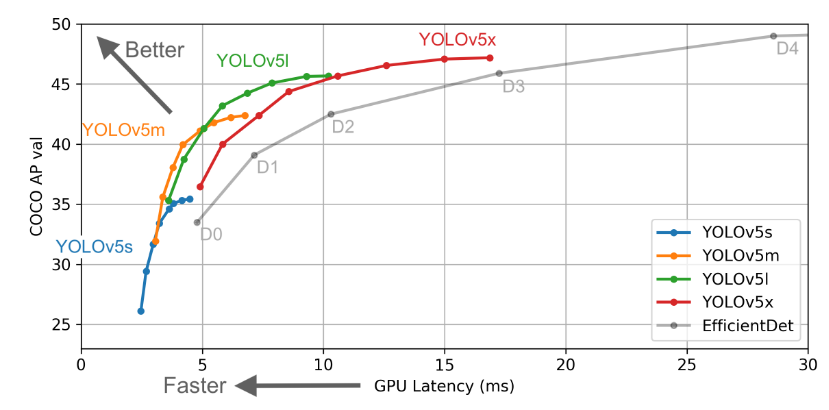 50
45
40
35
30
25
COCO AP val
Better
YOLOv5s
YOLOv5m
YOLOv5l
YOLOv5x
D0
D1
D2
D3
D4
YOLOv5s
YOLOv5m
YOLOv5l
YOLOv5x
EfficientDet
0 5 10 15 20 25 30
Faster GPU Latency (ms)